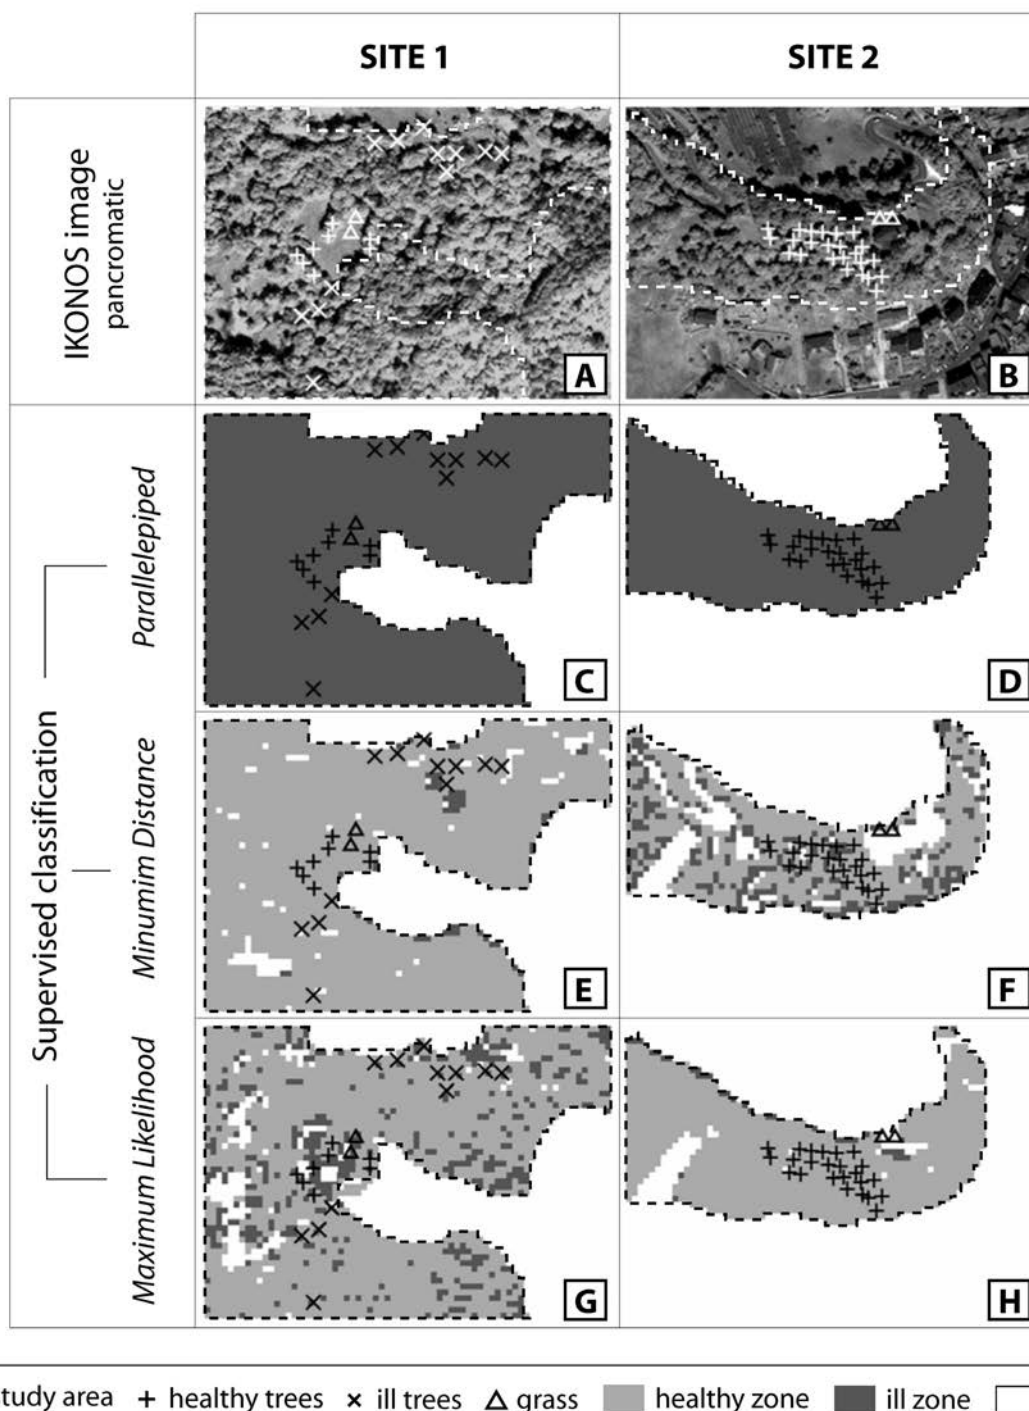 SITE 1
SITE 2
IKONOS image
pancromatic
A
B
Supervised classification
Parallelepiped
C
D
Minumim Distance
E
F
Maximum Likelihood
G
H
study area + healthy trees × ill trees △ grass healthy zone ill zone